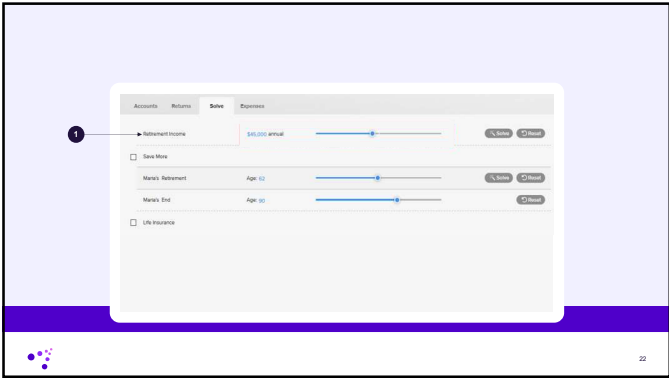 Accounts Returns Solve Expenses
1
Retirement Income $45,000 annual Solve Reset
Save More
Maria's Retirement Age: 62 Solve Reset
Maria's End Age: 90 Reset
Life Insurance
22